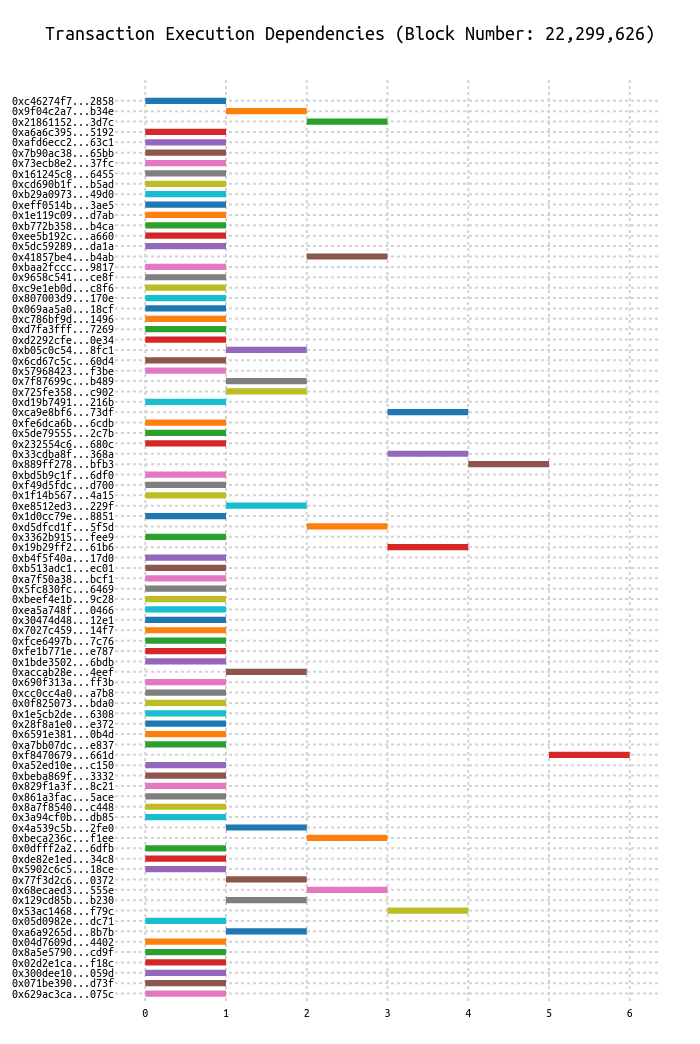 Transaction Execution Dependencies (Block Number: 22,299,626)
0xc46274f7...2858
0x9f04c2a7...b34e
0x21861152...3d7c
0xa6a6c395...5192
0xafd6ecc2...63c1
0x7b90ac38...65bb
0x73ecb8e2...37fc
0x161245c8...6455
0xcd690b1f...b5ad
0xb29a0973...49d0
0xeff0514b...3ae5
0x1e119c09...d7ab
0xb772b358...b4ca
0xee5b192c...a660
0x5dc59289...da1a
0x41857be4...b4ab
0xbaa2fccc...9817
0x9658c541...ce8f
0xc9e1eb0d...c8f6
0x807003d9...170e
0x069aa5a0...18cf
0xc786bf9d...1496
0xd7fa3fff...7269
0xd2292cfe...0e34
0xb05c0c54...8fc1
0x6cd67c5c...60d4
0x57968423...f3be
0x7f87699c...b489
0x725fe358...c902
0xd19b7491...216b
0xca9e8bf6...73df
0xfe6dca6b...6cdb
0x5de79555...2c7b
0x232554c6...680c
0x33cdba8f...368a
0x889ff278...bfb3
0xbd5b9c1f...6df0
0xf49d5fdc...d700
0x1f14b567...4a15
0xe8512ed3...229f
0x1d0cc79e...8851
0xd5dfcd1f...5f5d
0x3362b915...fee9
0x19b29ff2...61b6
0xb4f5f40a...17d0
0xb513adc1...ec01
0xa7f50a38...bcf1
0x5fc830fc...6469
0xbeef4e1b...9c28
0xea5a748f...0466
0x30474d48...12e1
0x7027c459...14f7
0xfce6497b...7c76
0xfe1b771e...e787
0x1bde3502...6bdb
0xaccab28e...4eef
0x690f313a...ff3b
0xcc0cc4a0...a7b8
0x0f825073...bda0
0x1e5cb2de...6308
0x28f8a1e0...e372
0x6591e381...0b4d
0xa7bb07dc...e837
0xf8470679...661d
0xa52ed10e...c150
0xbeba869f...3332
0x829f1a3f...8c21
0x861a3fac...5ace
0x8a7f8540...c448
0x3a94cf0b...db85
0x4a539c5b...2fe0
0xbeca236c...f1ee
0x0dfff2a2...6dfb
0xde82e1ed...34c8
0x5902c6c5...18ce
0x77f3d2c6...0372
0x68ecaed3...555e
0x129cd85b...b230
0x53ac1468...f79c
0x05d0982e...dc71
0xa6a9265d...8b7b
0x04d7609d...4402
0x8a5e5790...cd9f
0x02d2e1ca...f18c
0x300dee10...059d
0x071be390...d73f
0x629ac3ca...075c
0 1 2 3 4 5 6